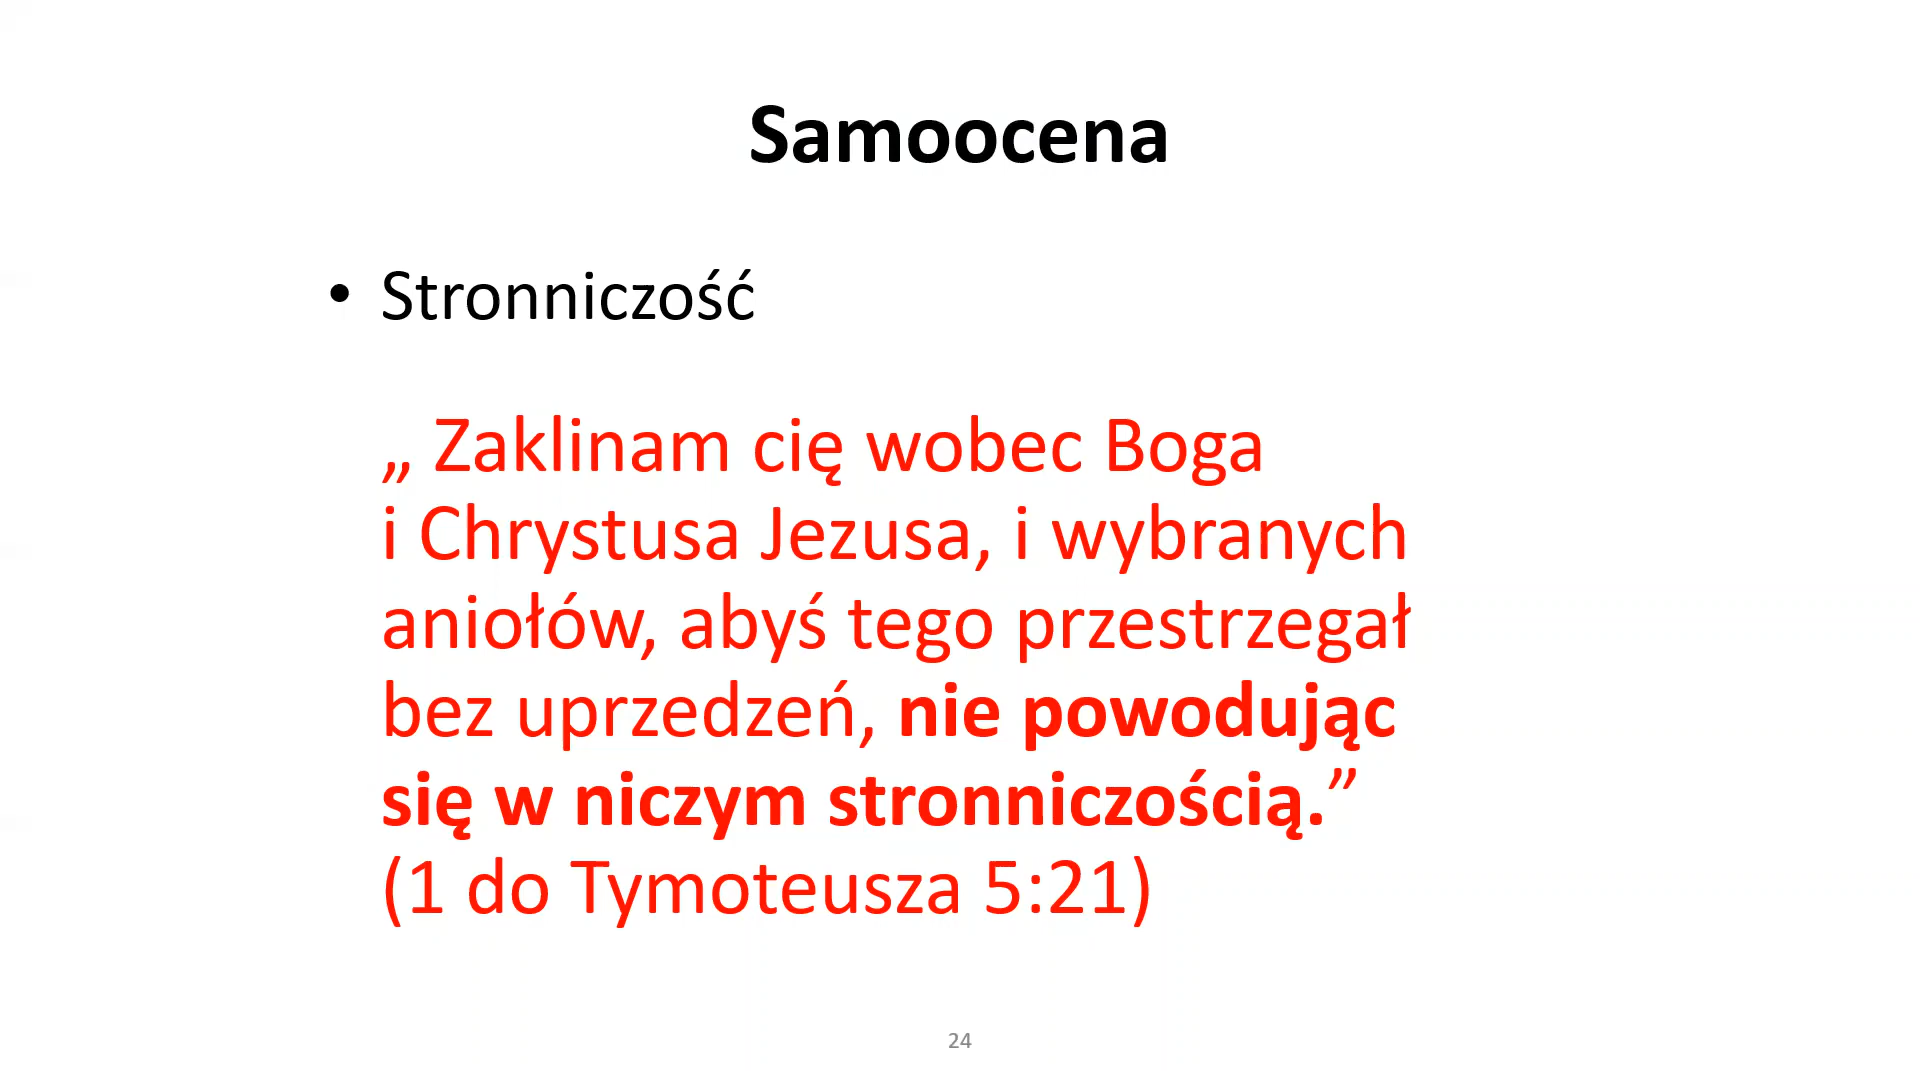 Samoocena
• Stronniczość
„ Zaklinam cię wobec Boga
i Chrystusa Jezusa, i wybranych
aniołów, abyś tego przestrzegał
bez uprzedzeń, nie powodując
się w niczym stronniczością.”
(1 do Tymoteusza 5:21)
24